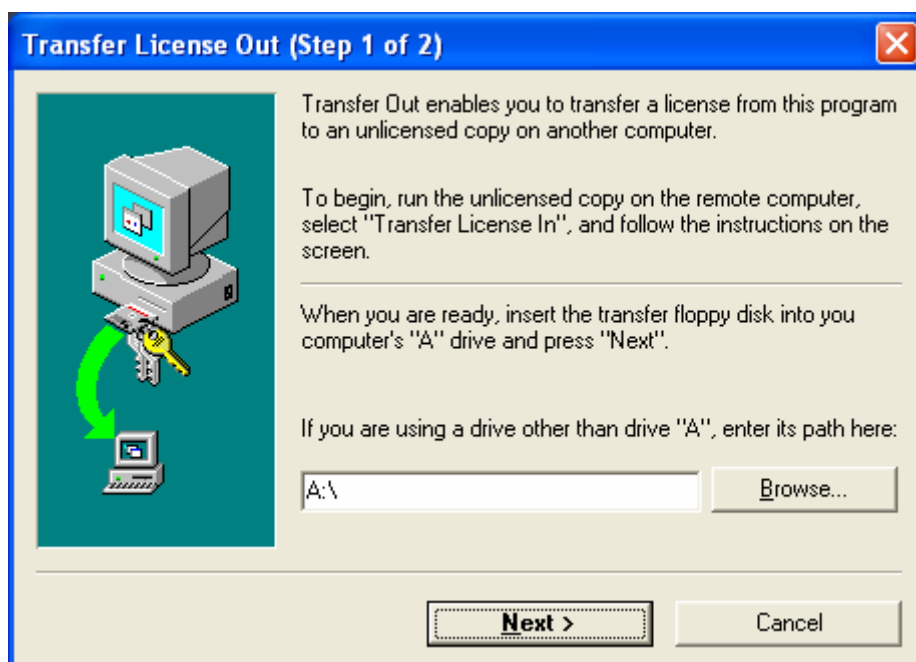 Transfer License Out (Step 1 of 2)
Transfer Out enables you to transfer a license from this program
to an unlicensed copy on another computer.
To begin, run the unlicensed copy on the remote computer,
select "Transfer License In", and follow the instructions on the
screen.
When you are ready, insert the transfer floppy disk into you
computer's "A" drive and press "Next".
If you are using a drive other than drive "A", enter its path here:
A:\
Browse...
Next >
Cancel